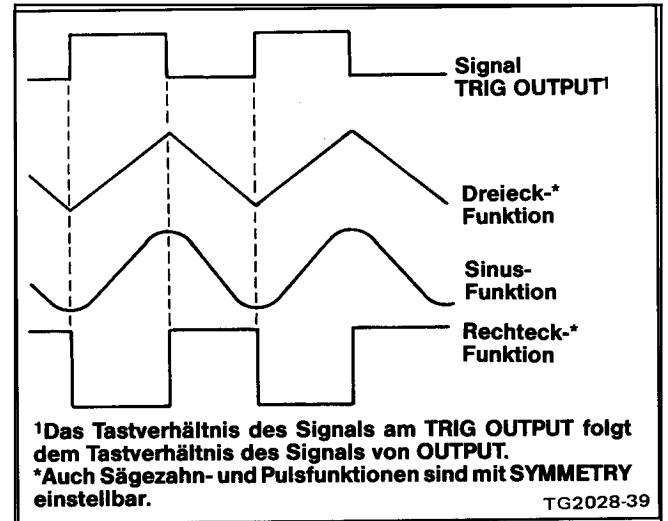 Signal
TRIG OUTPUT¹
Dreieck-*
Funktion
Sinus-
Funktion
Rechteck-*
Funktion
¹Das Tastverhältnis des Signals am TRIG OUTPUT folgt
dem Tastverhältnis des Signals von OUTPUT.
*Auch Sägezahn- und Pulsfunktionen sind mit SYMMETRY
einstellbar.
TG2028-39